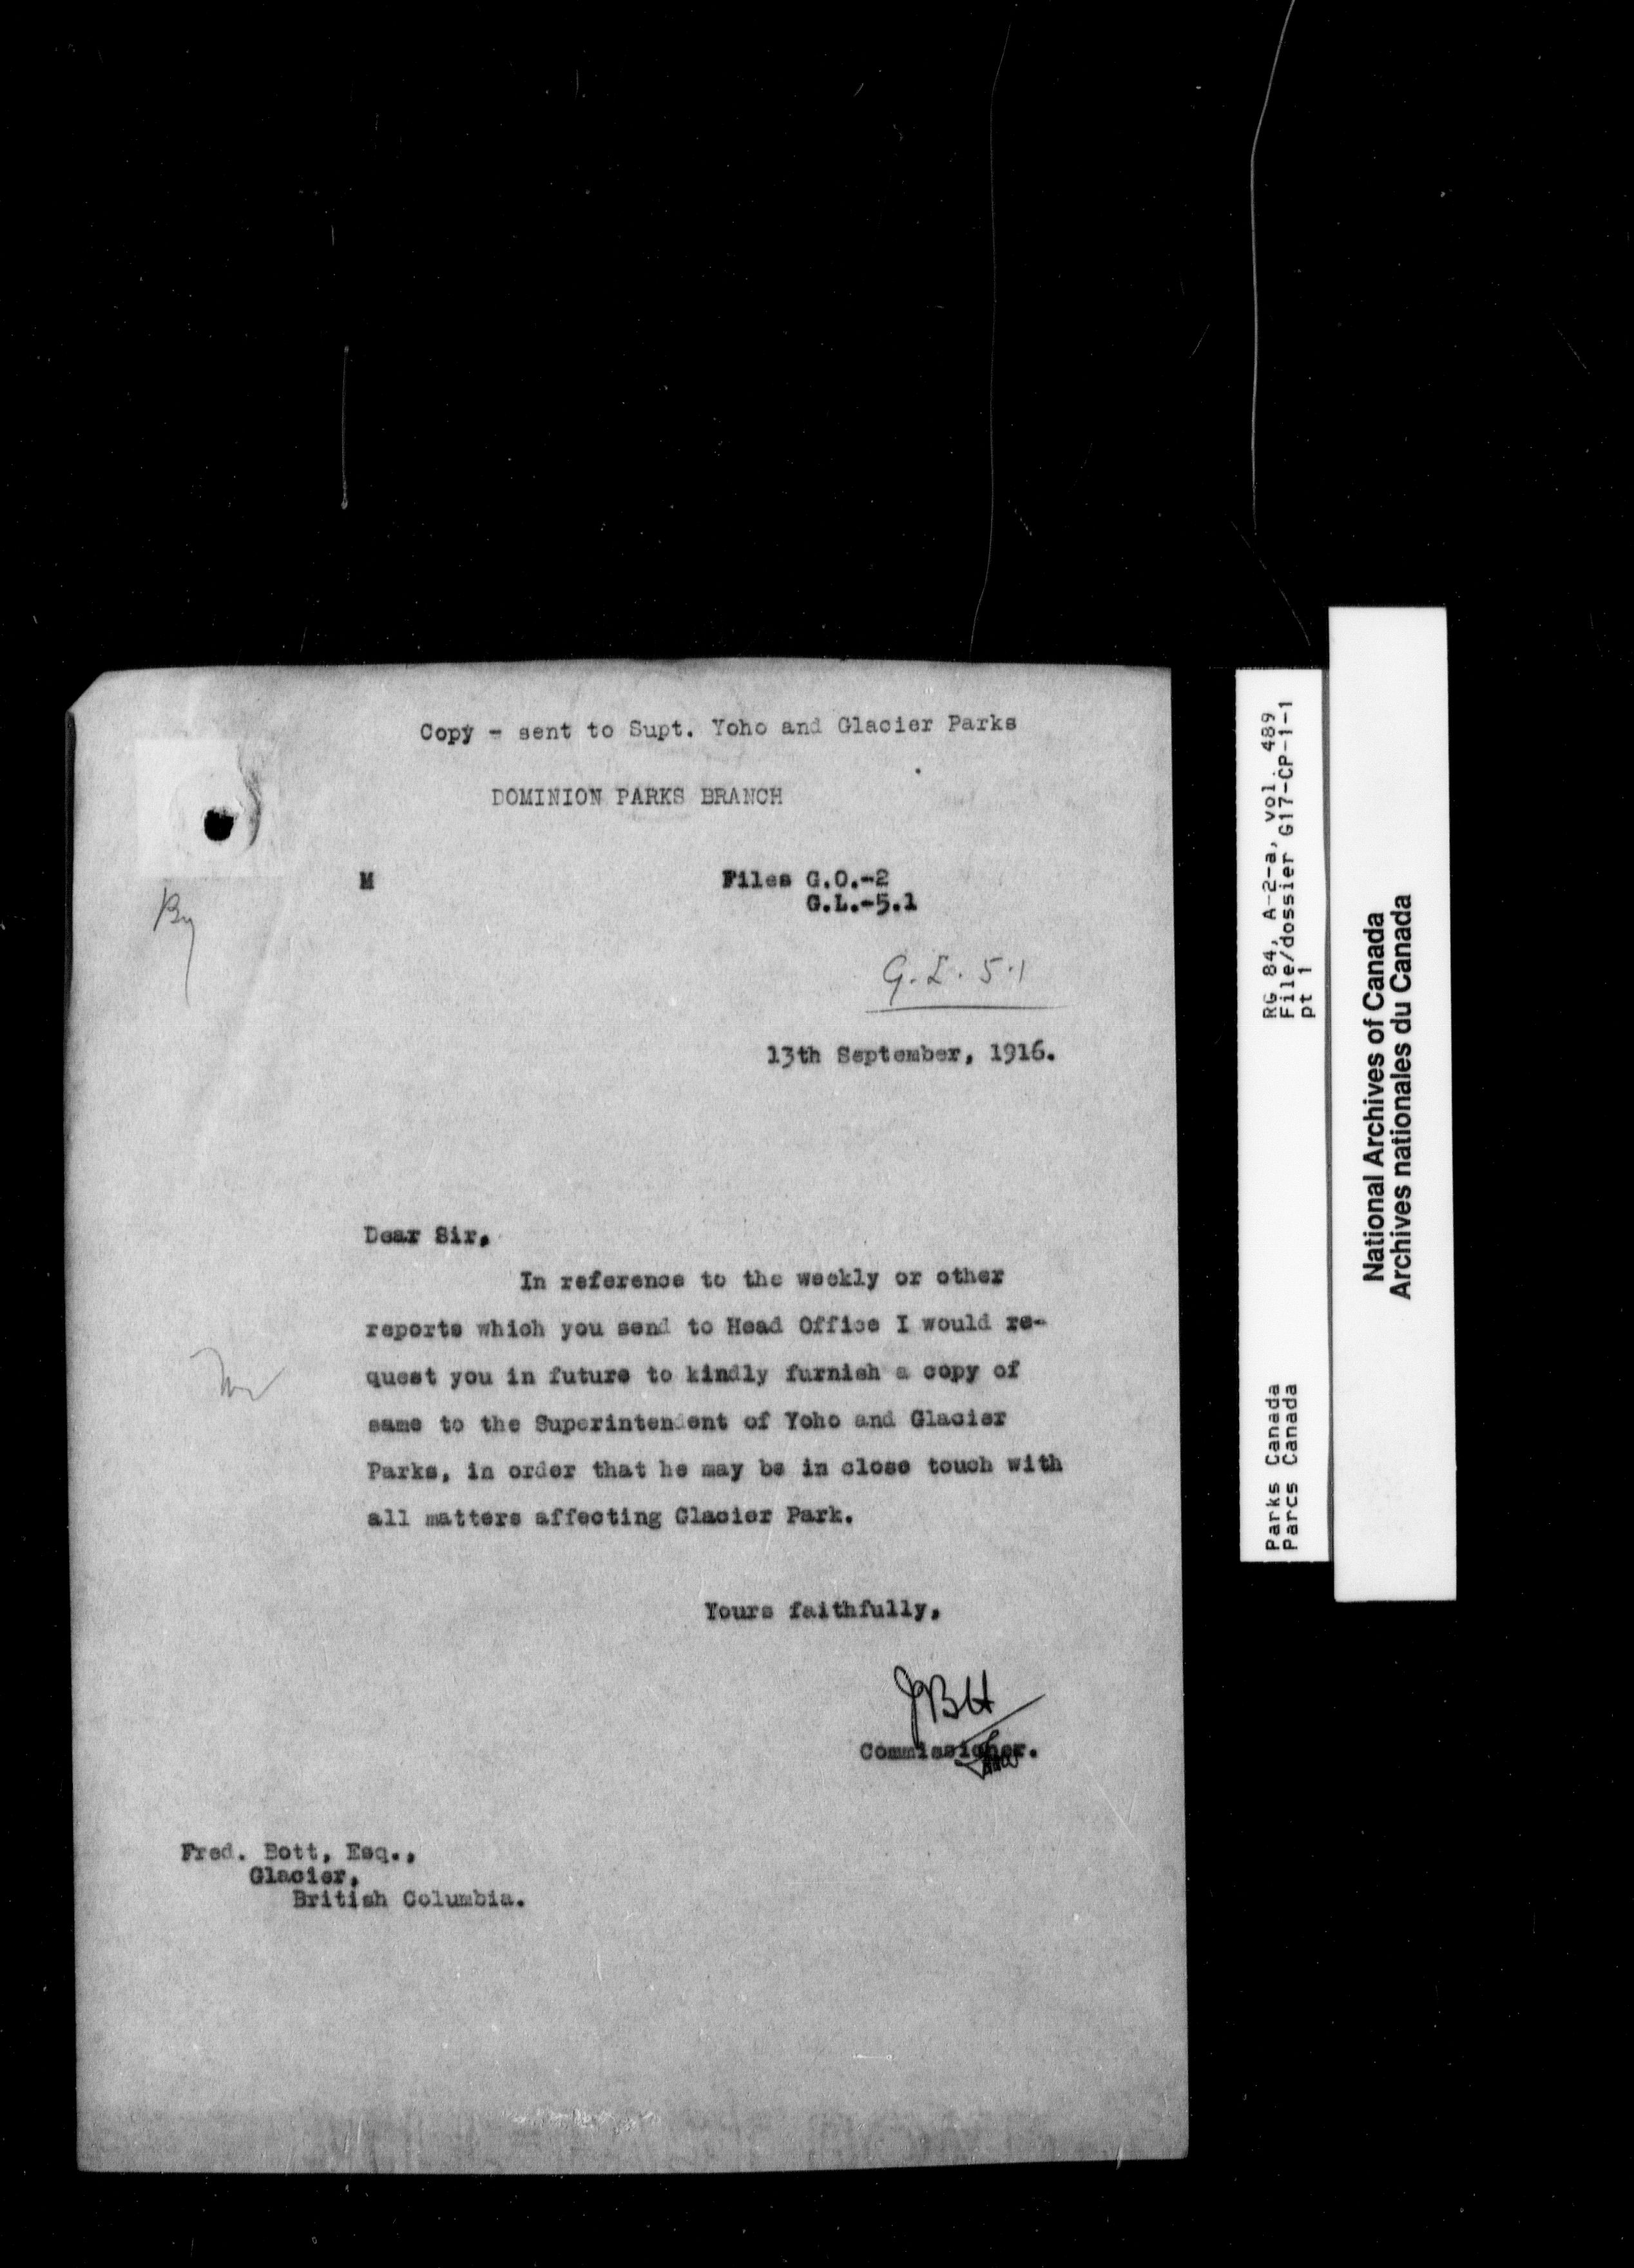 Copy - sent to Supt. Yoho and Glacier Parks
DOMINION PARKS BRANCH
M
Files G.O.-2
G.L.-5.1
By
G.L. 5.1
13th September, 1916.
Dear Sir,
In reference to the weekly or other
reports which you send to Head Office I would re-
quest you in future to kindly furnish a copy of
same to the Superintendent of Yoho and Glacier
Parks, in order that he may be in close touch with
all matters affecting Glacier Park.
Yours faithfully,
JBH
Commissioner.
Fred. Bott, Esq.,
Glacier,
British Columbia.
RG 84, A-2-a, vol. 489
File/dossier G17-CP-1-1
pt 1
Parks Canada
Parcs Canada
National Archives of Canada
Archives nationales du Canada